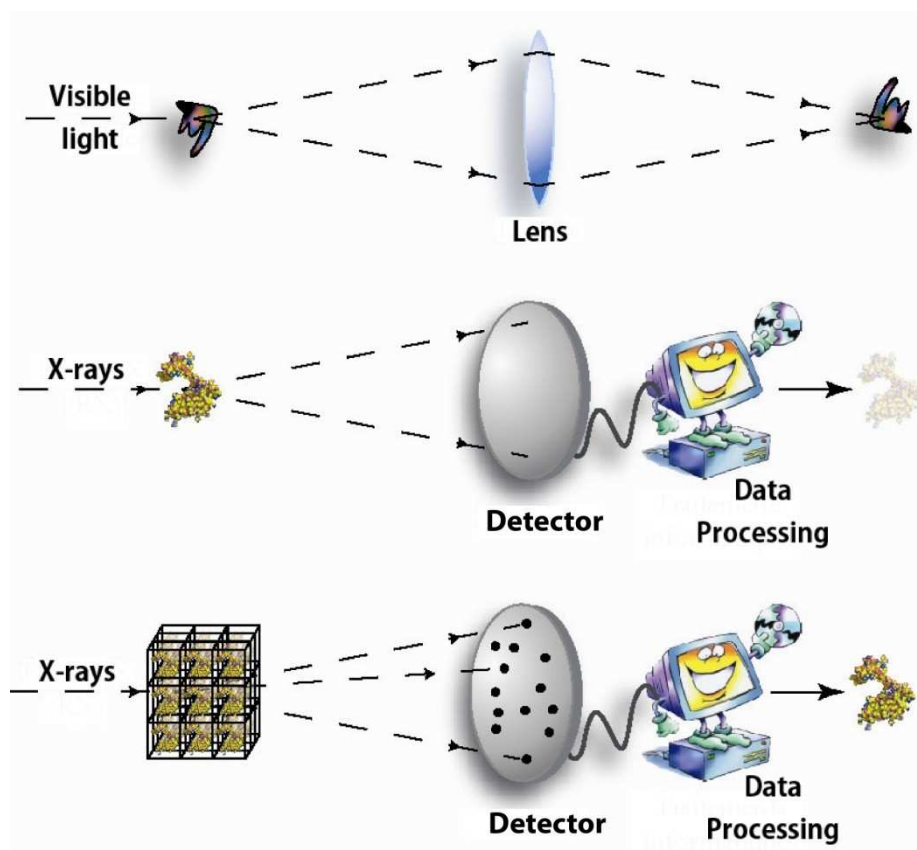 Visible
light
Lens
X-rays
Detector
Data
Processing
X-rays
Detector
Data
Processing